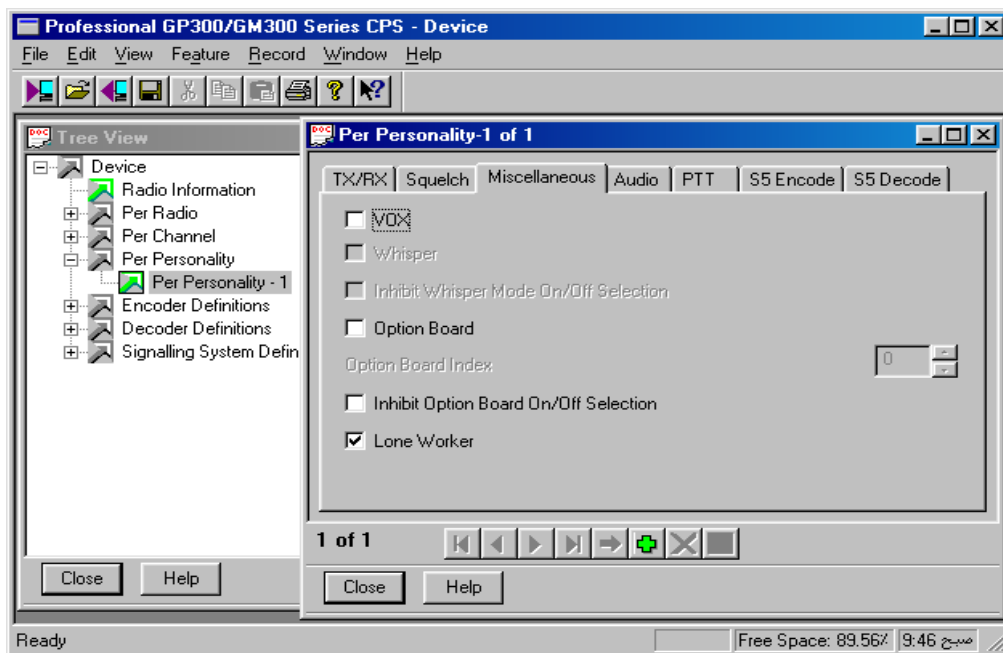 Professional GP300/GM300 Series CPS - Device
File Edit View Feature Record Window Help
Tree View
Device
Radio Information
Per Radio
Per Channel
Per Personality
Per Personality - 1
Encoder Definitions
Decoder Definitions
Signalling System Defin
Close Help
Per Personality-1 of 1
TX/RX Squelch Miscellaneous Audio PTT S5 Encode S5 Decode
VOX
Whisper
Inhibit Whisper Mode On/Off Selection
Option Board
Option Board Index 0
Inhibit Option Board On/Off Selection
Lone Worker
1 of 1
Close Help
Ready Free Space: 89.56٪ 9:46 صبح